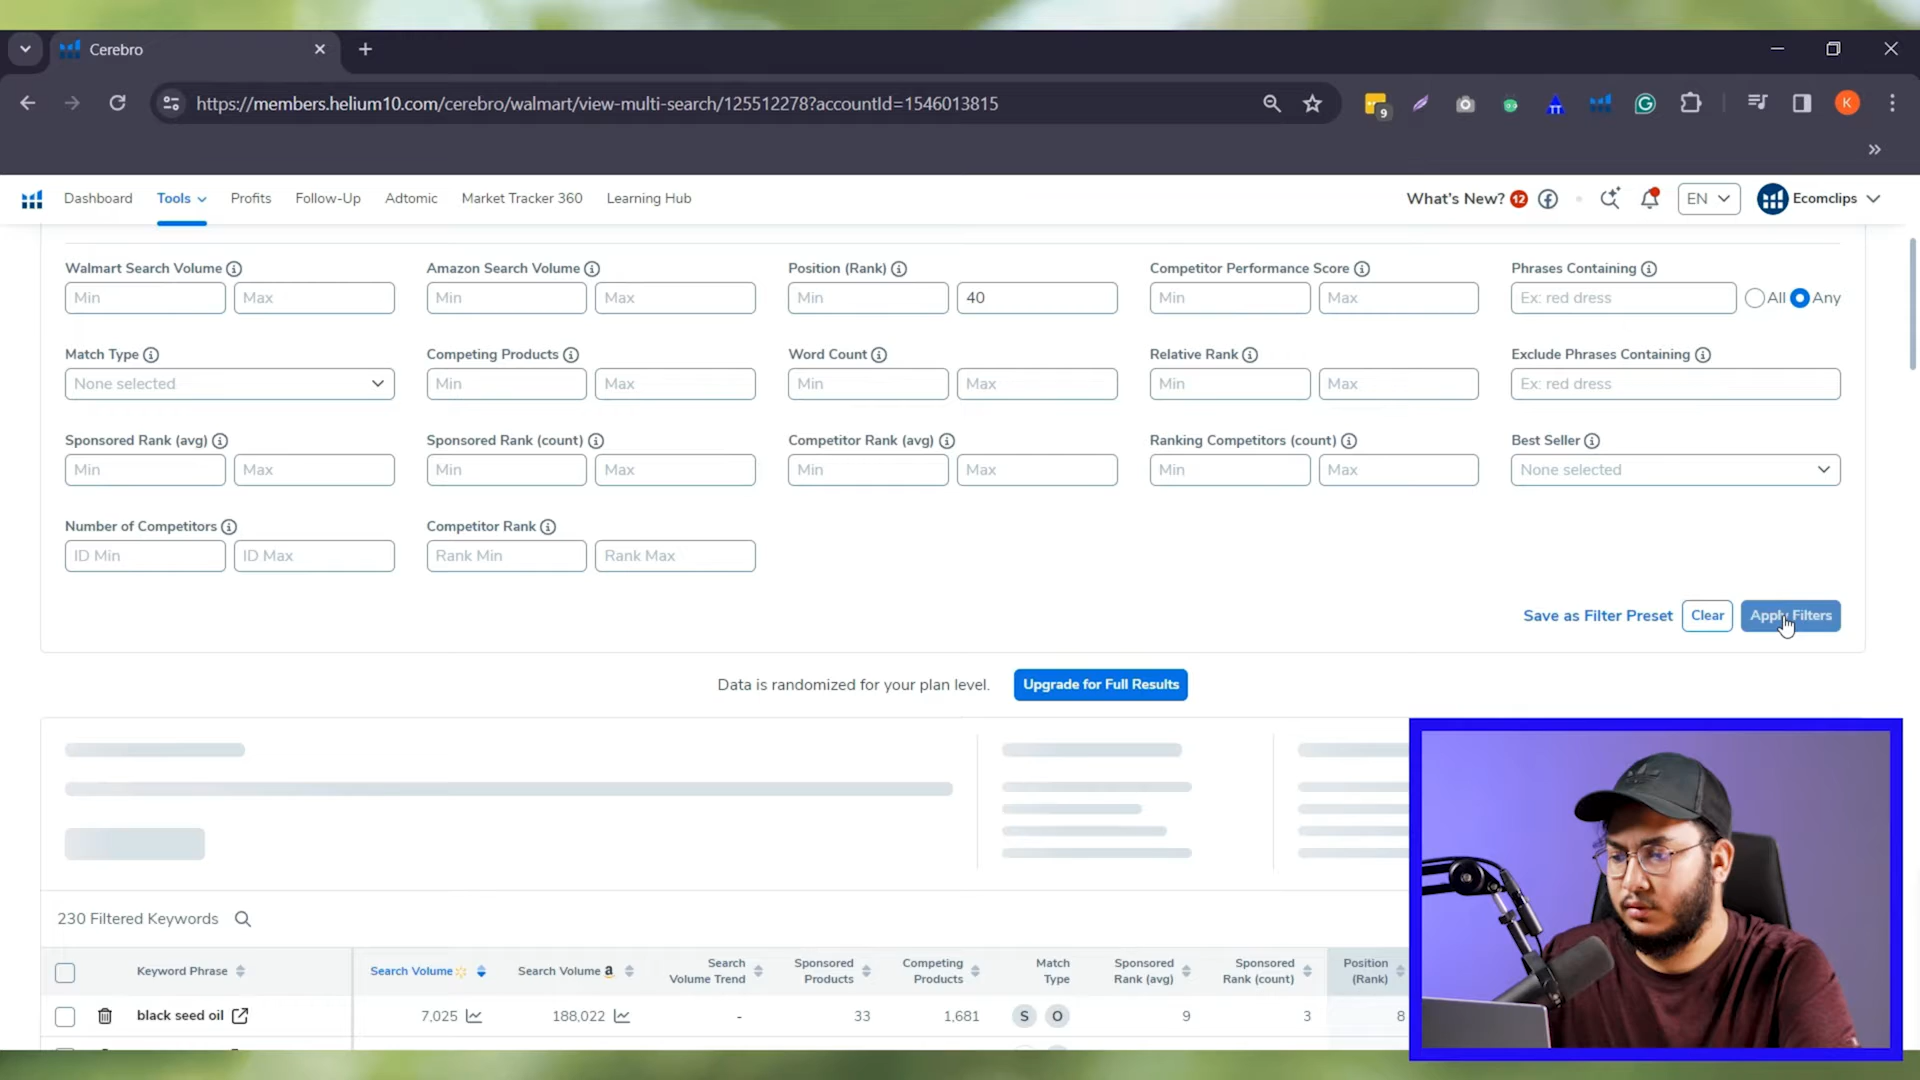 Cerebro
https://members.helium10.com/cerebro/walmart/view-multi-search/125512278?accountId=1546013815
9
K
Dashboard
Tools
Profits
Follow-Up
Adtomic
Market Tracker 360
Learning Hub
What's New? 12
EN
Ecomclips
Walmart Search Volume
Amazon Search Volume
Position (Rank)
Competitor Performance Score
Phrases Containing
Min
Max
Min
Max
Min
40
Min
Max
Ex: red dress
All
Any
Match Type
Competing Products
Word Count
Relative Rank
Exclude Phrases Containing
None selected
Min
Max
Min
Max
Min
Max
Ex: red dress
Sponsored Rank (avg)
Sponsored Rank (count)
Competitor Rank (avg)
Ranking Competitors (count)
Best Seller
Min
Max
Min
Max
Min
Max
Min
Max
None selected
Number of Competitors
Competitor Rank
ID Min
ID Max
Rank Min
Rank Max
Save as Filter Preset
Clear
Apply Filters
Data is randomized for your plan level.
Upgrade for Full Results
230 Filtered Keywords
Keyword Phrase
Search Volume
Search Volume a
Search
Volume Trend
Sponsored
Products
Competing
Products
Match
Type
Sponsored
Rank (avg)
Sponsored
Rank (count)
Position
(Rank)
black seed oil
7,025
188,022
-
33
1,681
S
O
9
3
8